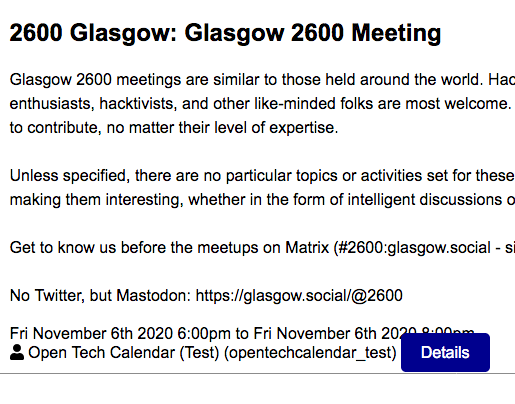 2600 Glasgow: Glasgow 2600 Meeting
Glasgow 2600 meetings are similar to those held around the world.
enthusiasts, hacktivists, and other like-minded folks are most welcome.
to contribute, no matter their level of expertise.
Unless specified, there are no particular topics or activities set for these
making them interesting, whether in the form of intelligent discussions
Get to know us before the meetups on Matrix (#2600:glasgow.social -
No Twitter, but Mastodon: https://glasgow.social/@2600
Fri November 6th 2020 6:00pm to Fri November 6th 2020 8:00pm
Open Tech Calendar (Test) (opentechcalendar_test) Details